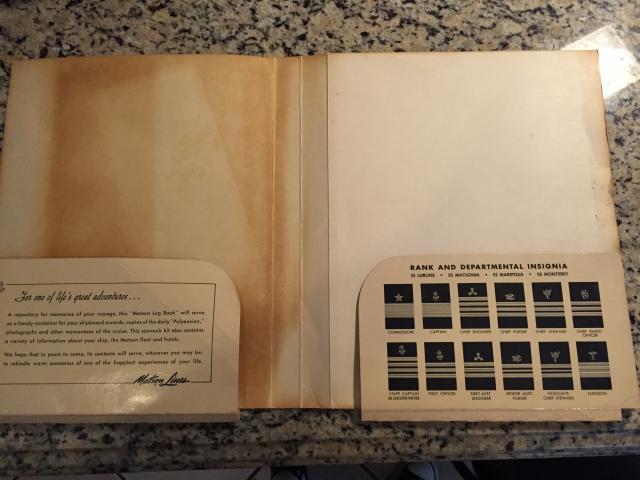 For one of life's great adventures...
A repository for memories of your voyage, this "Matson Log Book" will serve
as a handy container for your shipboard awards, copies of the daily "Polynesian,"
photographs and other mementoes of the cruise. This souvenir kit also contains
a variety of information about your ship, the Matson fleet and hotels.
We hope that in years to come, its contents will serve, wherever you may be,
to rekindle warm memories of one of the happiest experiences of your life.
Matson Lines
RANK AND DEPARTMENTAL INSIGNIA
SS LURLINE • SS MATSONIA • SS MARIPOSA • SS MONTEREY
COMMODORE CAPTAIN CHIEF ENGINEER CHIEF PURSER CHIEF STEWARD CHIEF RADIO
OFFICER
STAFF CAPTAIN FIRST OFFICER FIRST ASST. SENIOR ASST. ASSOCIATE SURGEON
OR EXECUTIVE OFFICER ENGINEER PURSER CHIEF STEWARD